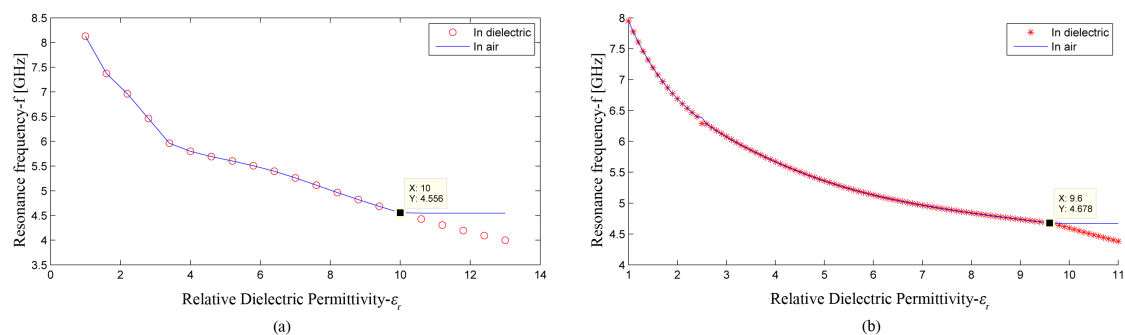 8.5
8
7.5
7
6.5
6
5.5
5
4.5
4
3.5
0
2
4
6
8
10
12
14
Resonance frequency-f [GHz]
Relative Dielectric Permittivity-εr
In dielectric
In air
X: 10
Y: 4.556
(a)
8
7.5
7
6.5
6
5.5
5
4.5
4
1
2
3
4
5
6
7
8
9
10
11
Resonance frequency-f [GHz]
Relative Dielectric Permittivity-εr
In dielectric
In air
X: 9.6
Y: 4.678
(b)